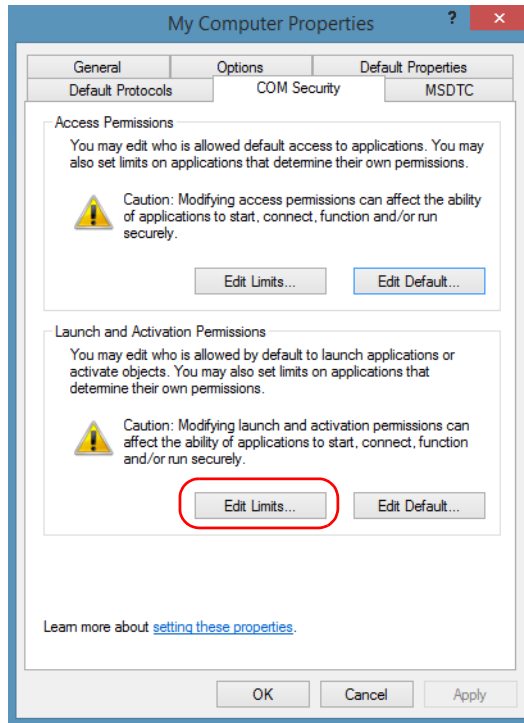 My Computer Properties ? ×
General Options Default Properties
Default Protocols COM Security MSDTC
Access Permissions
You may edit who is allowed default access to applications. You may
also set limits on applications that determine their own permissions.
Caution: Modifying access permissions can affect the ability
of applications to start, connect, function and/or run
securely.
Edit Limits... Edit Default...
Launch and Activation Permissions
You may edit who is allowed by default to launch applications or
activate objects. You may also set limits on applications that
determine their own permissions.
Caution: Modifying launch and activation permissions can
affect the ability of applications to start, connect, function
and/or run securely.
Edit Limits... Edit Default...
Learn more about setting these properties.
OK Cancel Apply